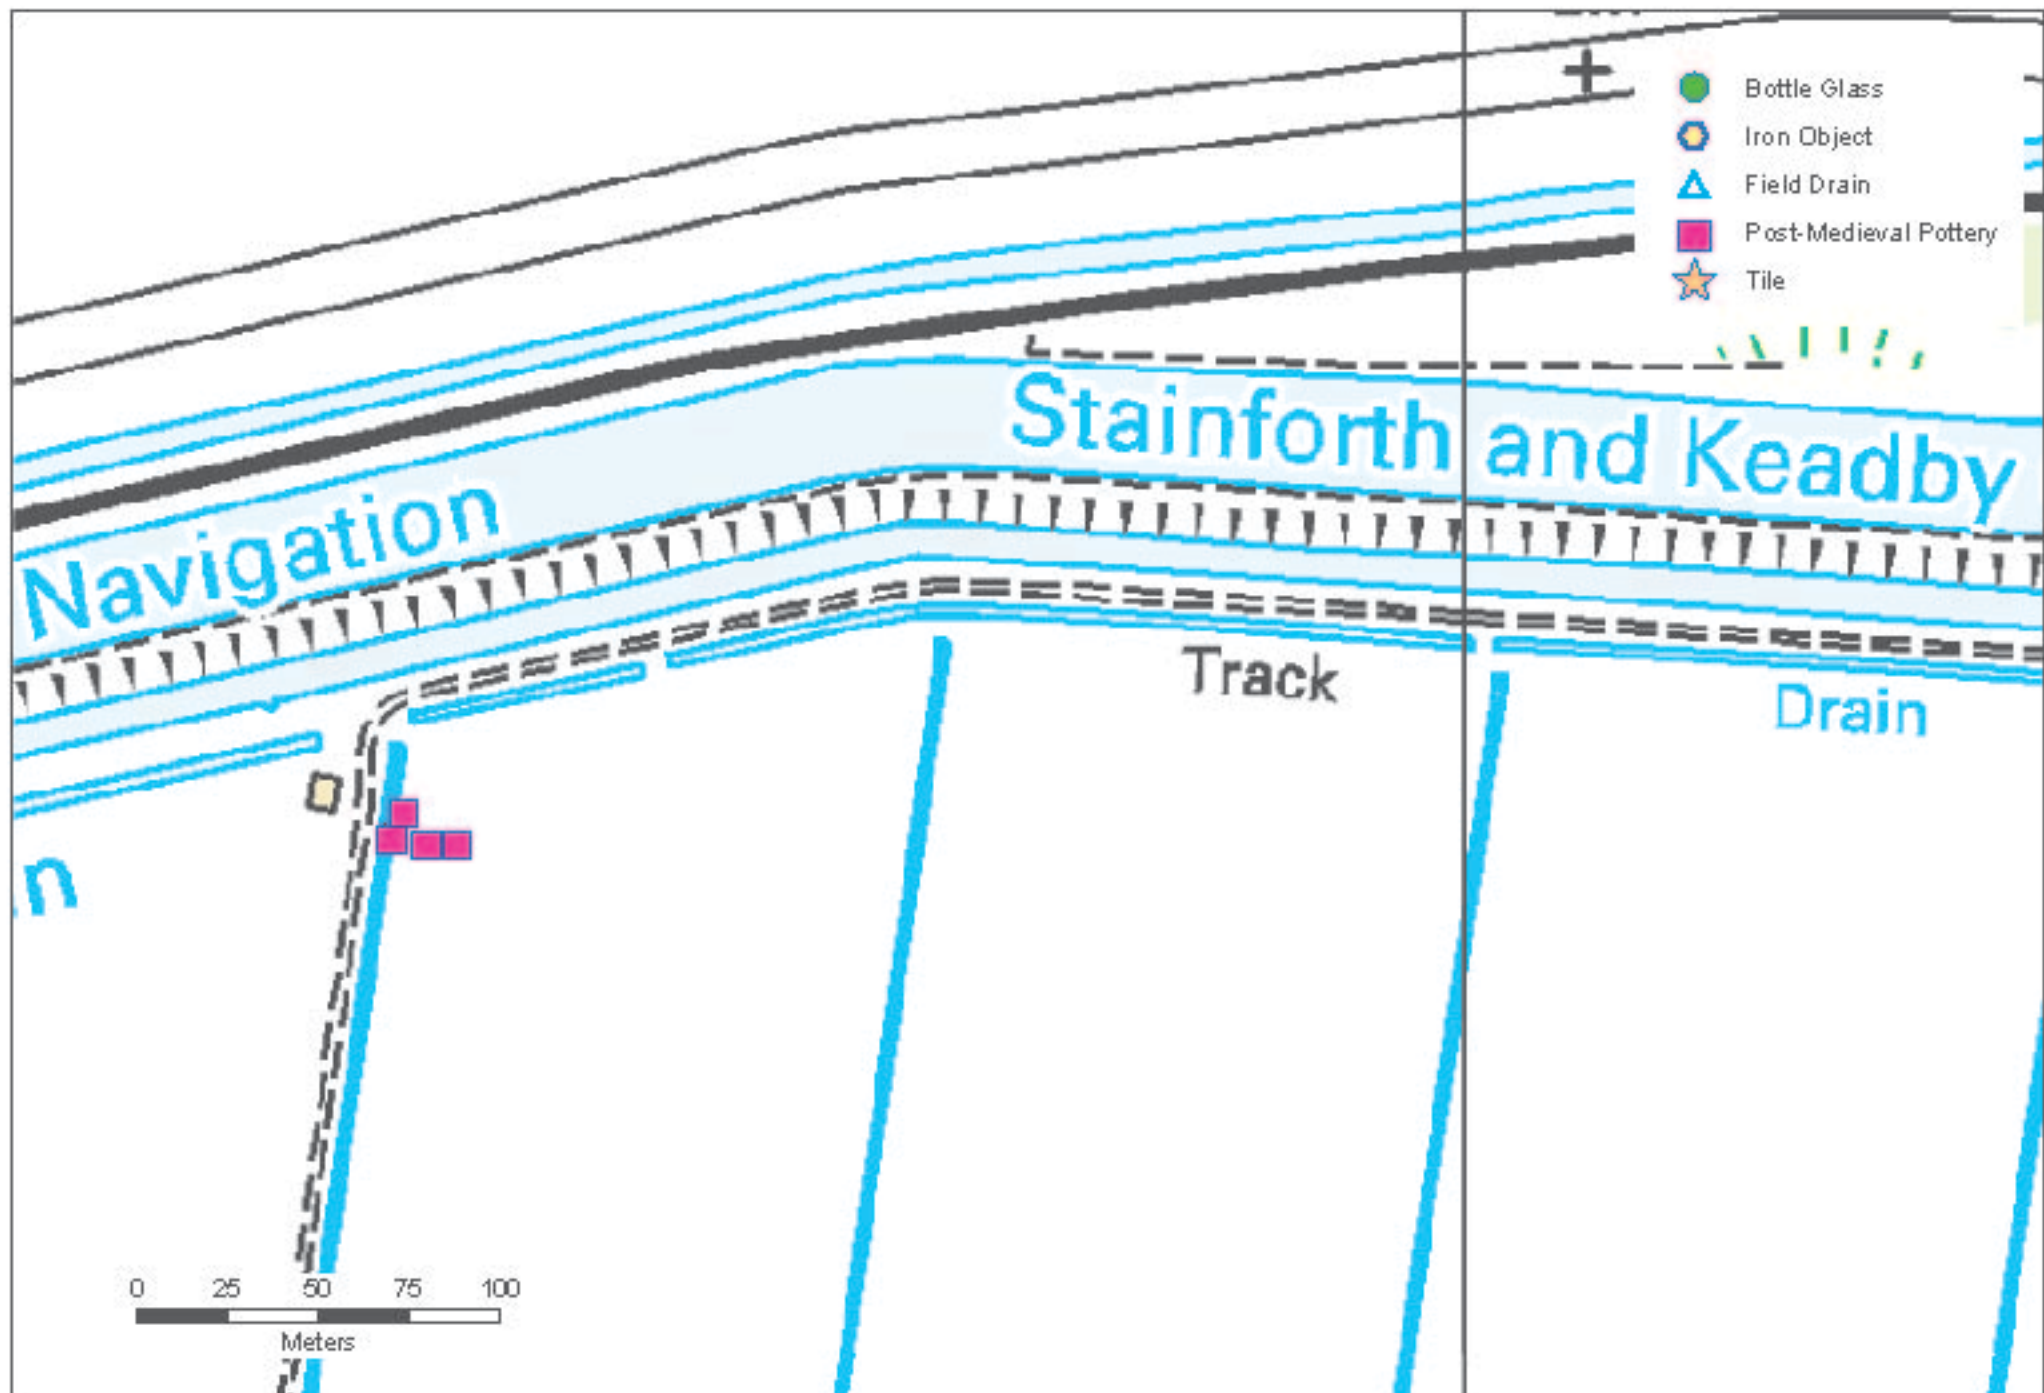 Bottle Glass
Iron Object
Field Drain
Post-Medieval Pottery
Tile
Stainforth and Keadby
Navigation
Track
Drain
in
0 25 50 75 100
Meters